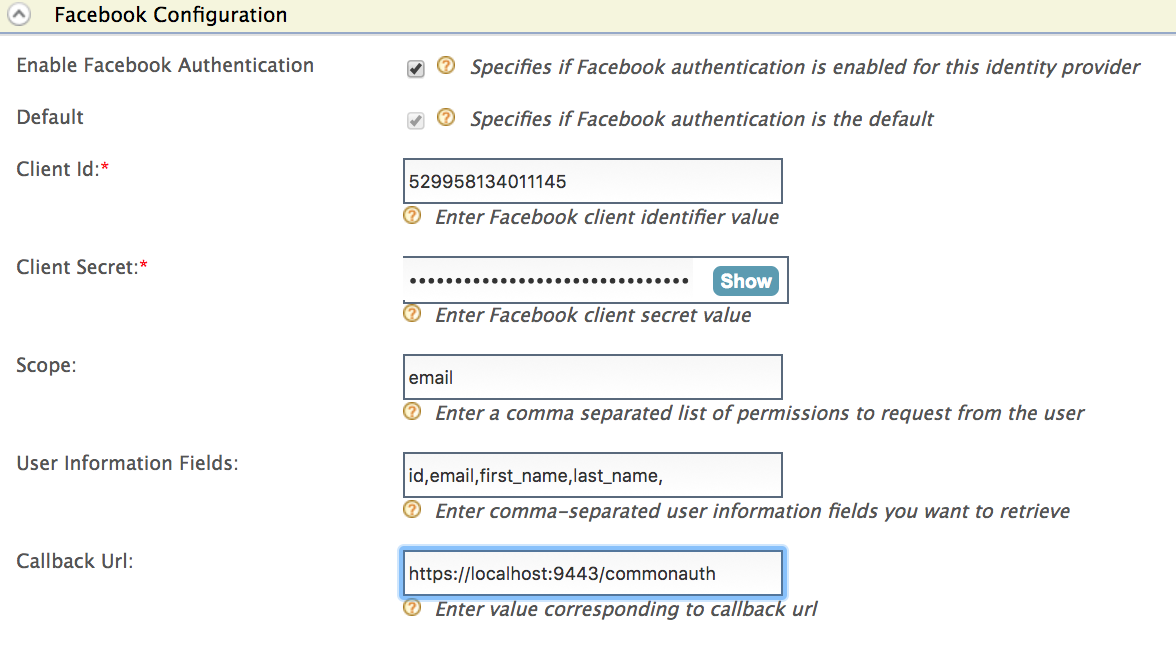 Facebook Configuration
Enable Facebook Authentication
? Specifies if Facebook authentication is enabled for this identity provider
Default
? Specifies if Facebook authentication is the default
Client Id:*
529958134011145
? Enter Facebook client identifier value
Client Secret:*
••••••••••••••••••••••••••••••••
Show
? Enter Facebook client secret value
Scope:
email
? Enter a comma separated list of permissions to request from the user
User Information Fields:
id,email,first_name,last_name,
? Enter comma-separated user information fields you want to retrieve
Callback Url:
https://localhost:9443/commonauth
? Enter value corresponding to callback url